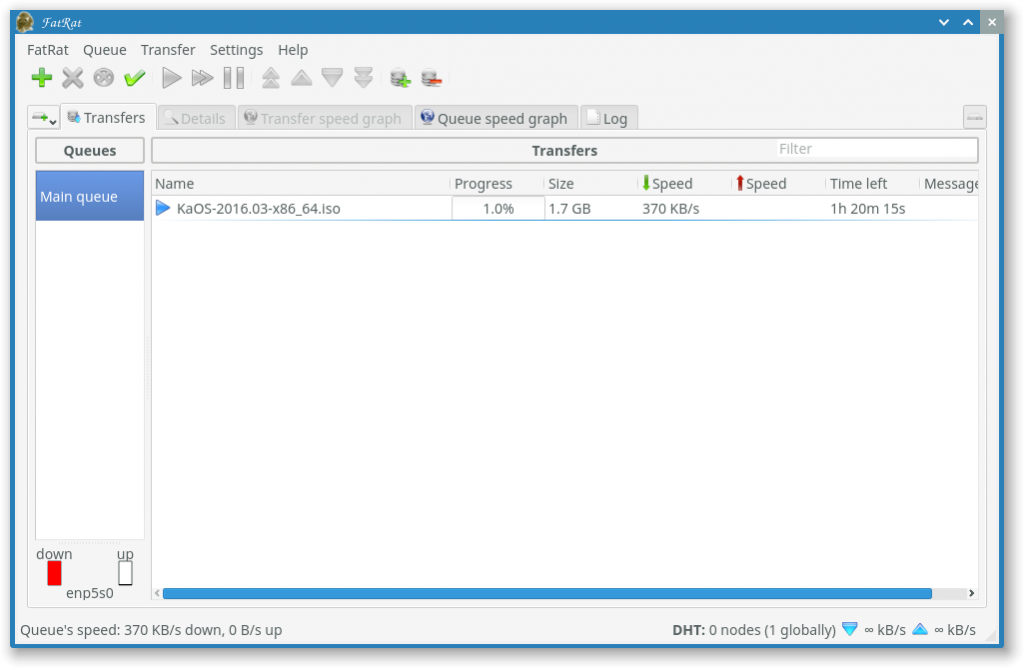 FatRat
FatRat Queue Transfer Settings Help
Transfers Details Transfer speed graph Queue speed graph Log
Queues Transfers Filter
Main queue
Name Progress Size Speed Speed Time left Message
KaOS-2016.03-x86_64.iso 1.0% 1.7 GB 370 KB/s 1h 20m 15s
down up
enp5s0
Queue's speed: 370 KB/s down, 0 B/s up DHT: 0 nodes (1 globally) ∞ kB/s ∞ kB/s